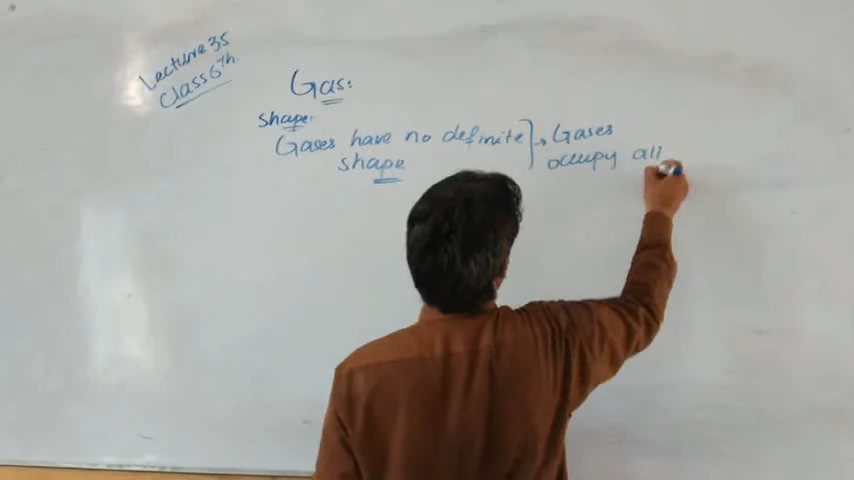 Lecture 35
Class 6th.
Gas:
Shape:
Gases have no definite
shape
→ Gases
occupy all